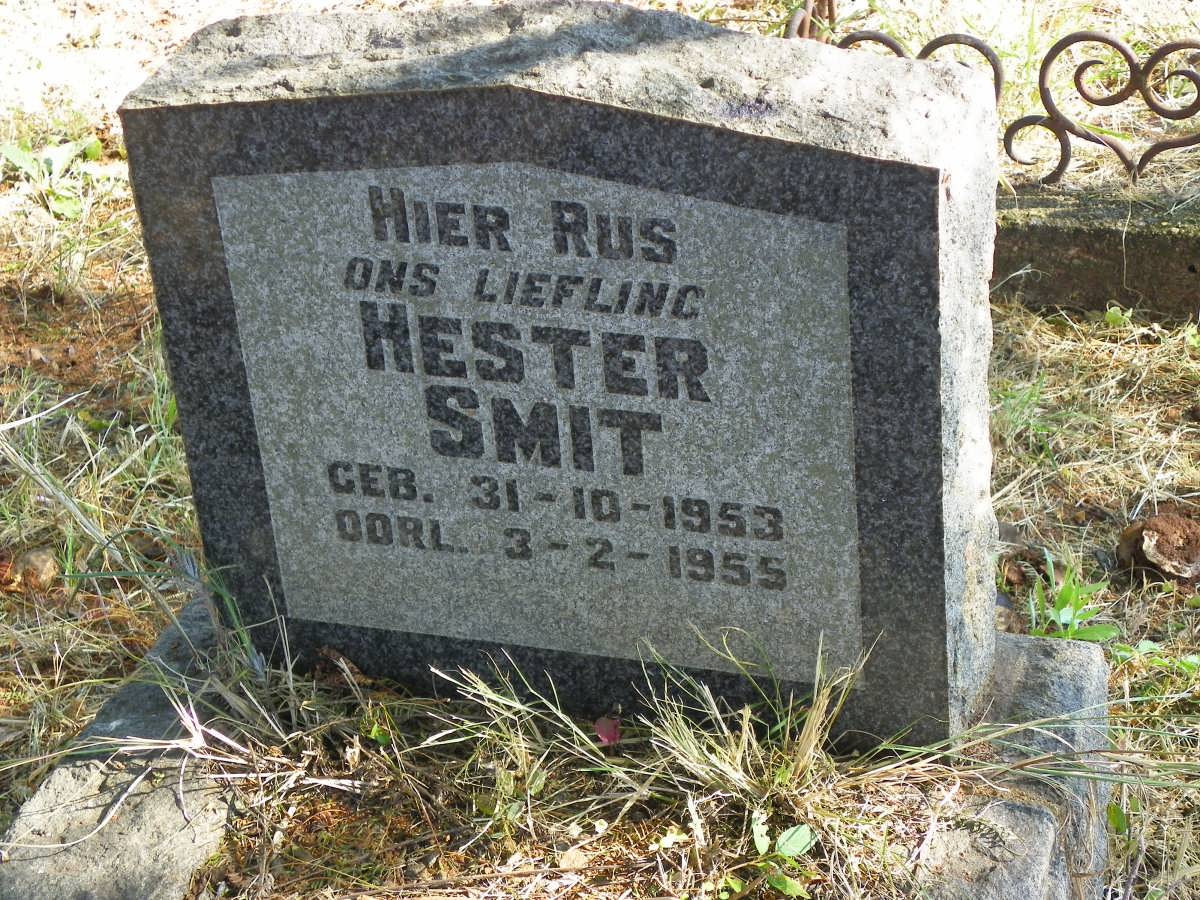 HIER RUS
ONS LIEFLING
HESTER
SMIT
GEB. 31-10-1953
OORL. 3-2-1955